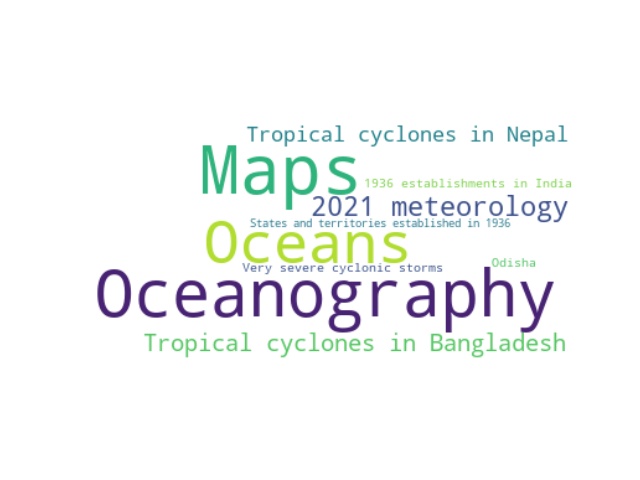 Tropical cyclones in Nepal
Maps
1936 establishments in India
2021 meteorology
States and territories established in 1936
Oceans
Odisha
Very severe cyclonic storms
Oceanography
Tropical cyclones in Bangladesh